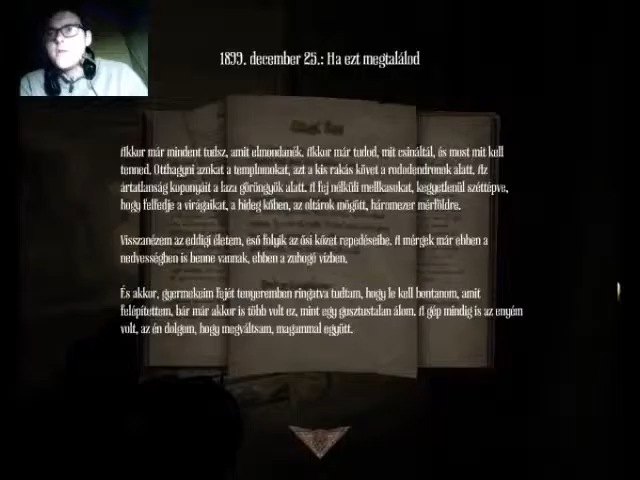 1899. december 25.: Ha ezt megtalálod
Akkor már mindent tudsz, amit elmondanék. Akkor már tudod, mit csináltál, és most mit kell
tenned. Otthagyni azokat a templomokat, azt a kis rakás követ a rododendronok alatt. Az
ártatlanság koponyáit a laza göröngyök alatt. A fej nélküli mellkasokat, kegyetlenül széttépve,
hogy felfedje a virágaikat, a hideg kőben, az oltárok mögött, háromezer mérföldre.
Visszanézem az eddigi életem, eső folyik az ősi kőzet repedéseibe. A mérgek már ebben a
nedvességben is benne vannak, ebben a zuhogó vízben.
És akkor, gyermekeim fejét tenyeremben ringatva tudtam, hogy le kell bontanom, amit
felépítettem, bár már akkor is több volt ez, mint egy gusztustalan álom. A gép mindig is az enyém
volt, az én dolgom, hogy megváltsam, magammal együtt.